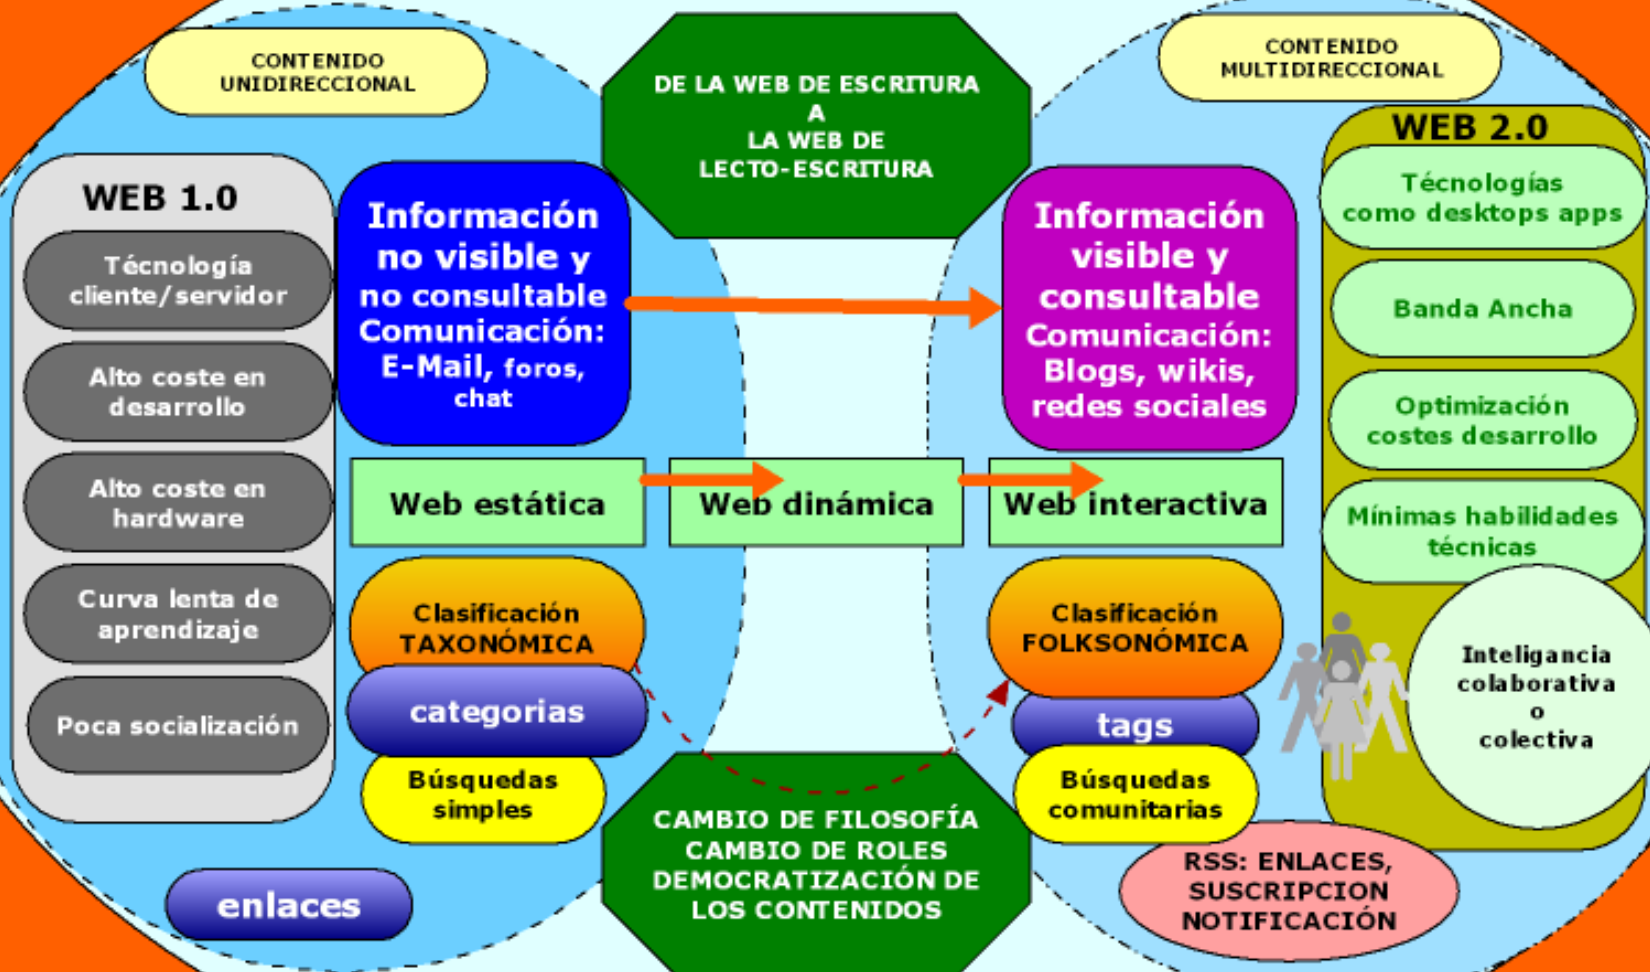 CONTENIDO
UNIDIRECCIONAL
WEB 1.0
Técnología
cliente/servidor
Alto coste en
desarrollo
Alto coste en
hardware
Curva lenta de
aprendizaje
Poca socialización
Información
no visible y
no consultable
Comunicación:
E-Mail, foros,
chat
Web estática
Clasificación
TAXONÓMICA
categorias
Búsquedas
simples
enlaces
DE LA WEB DE ESCRITURA
A
LA WEB DE
LECTO-ESCRITURA
Web dinámica
CAMBIO DE FILOSOFÍA
CAMBIO DE ROLES
DEMOCRATIZACIÓN DE
LOS CONTENIDOS
CONTENIDO
MULTIDIRECCIONAL
Información
visible y
consultable
Comunicación:
Blogs, wikis,
redes sociales
Web interactiva
Clasificación
FOLKSONÓMICA
tags
Búsquedas
comunitarias
RSS: ENLACES,
SUSCRIPCION
NOTIFICACIÓN
WEB 2.0
Técnologías
como desktops apps
Banda Ancha
Optimización
costes desarrollo
Mínimas habilidades
técnicas
Inteligancia
colaborativa
o
colectiva